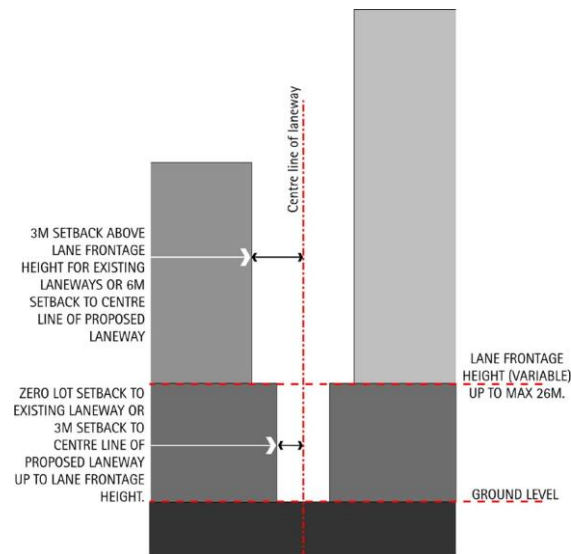 Centre line of laneway
3M SETBACK ABOVE
LANE FRONTAGE
HEIGHT FOR EXISTING
LANEWAYS OR 6M
SETBACK TO CENTRE
LINE OF PROPOSED
LANEWAY
LANE FRONTAGE
HEIGHT (VARIABLE)
UP TO MAX 26M.
ZERO LOT SETBACK TO
EXISTING LANEWAY OR
3M SETBACK TO
CENTRE LINE OF
PROPOSED LANEWAY
UP TO LANE FRONTAGE
HEIGHT.
GROUND LEVEL